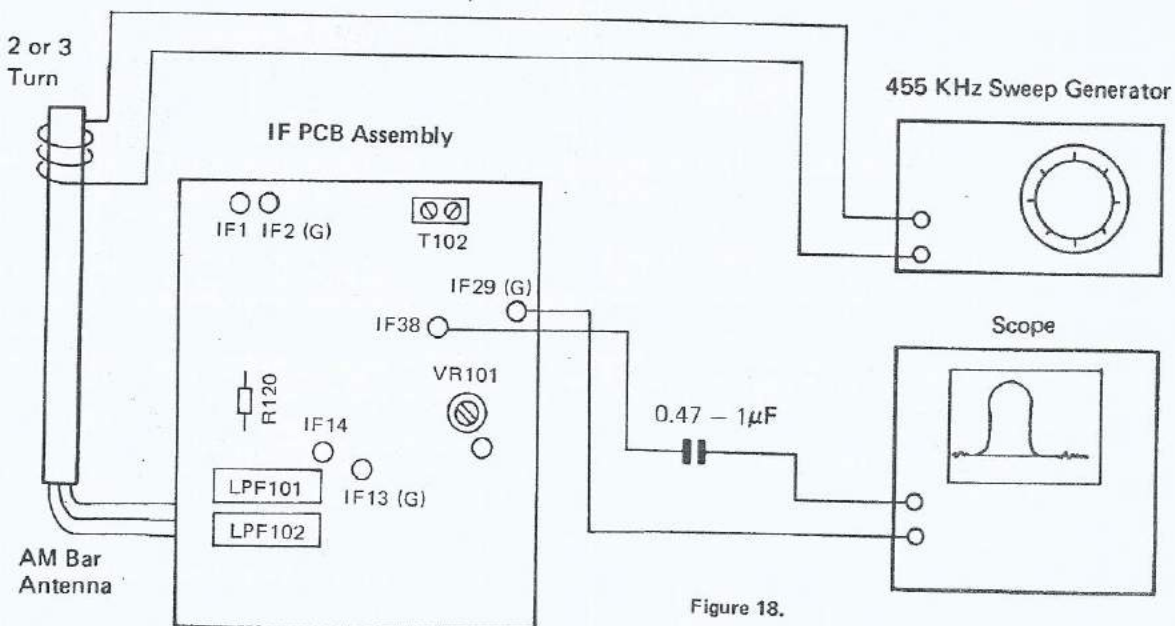 2 or 3
Turn
455 KHz Sweep Generator
IF PCB Assembly
IF1 IF2 (G)
T102
IF29 (G)
IF38
Scope
VR101
R120
0.47 – 1µF
IF14
IF13 (G)
LPF101
LPF102
AM Bar
Antenna
Figure 18.